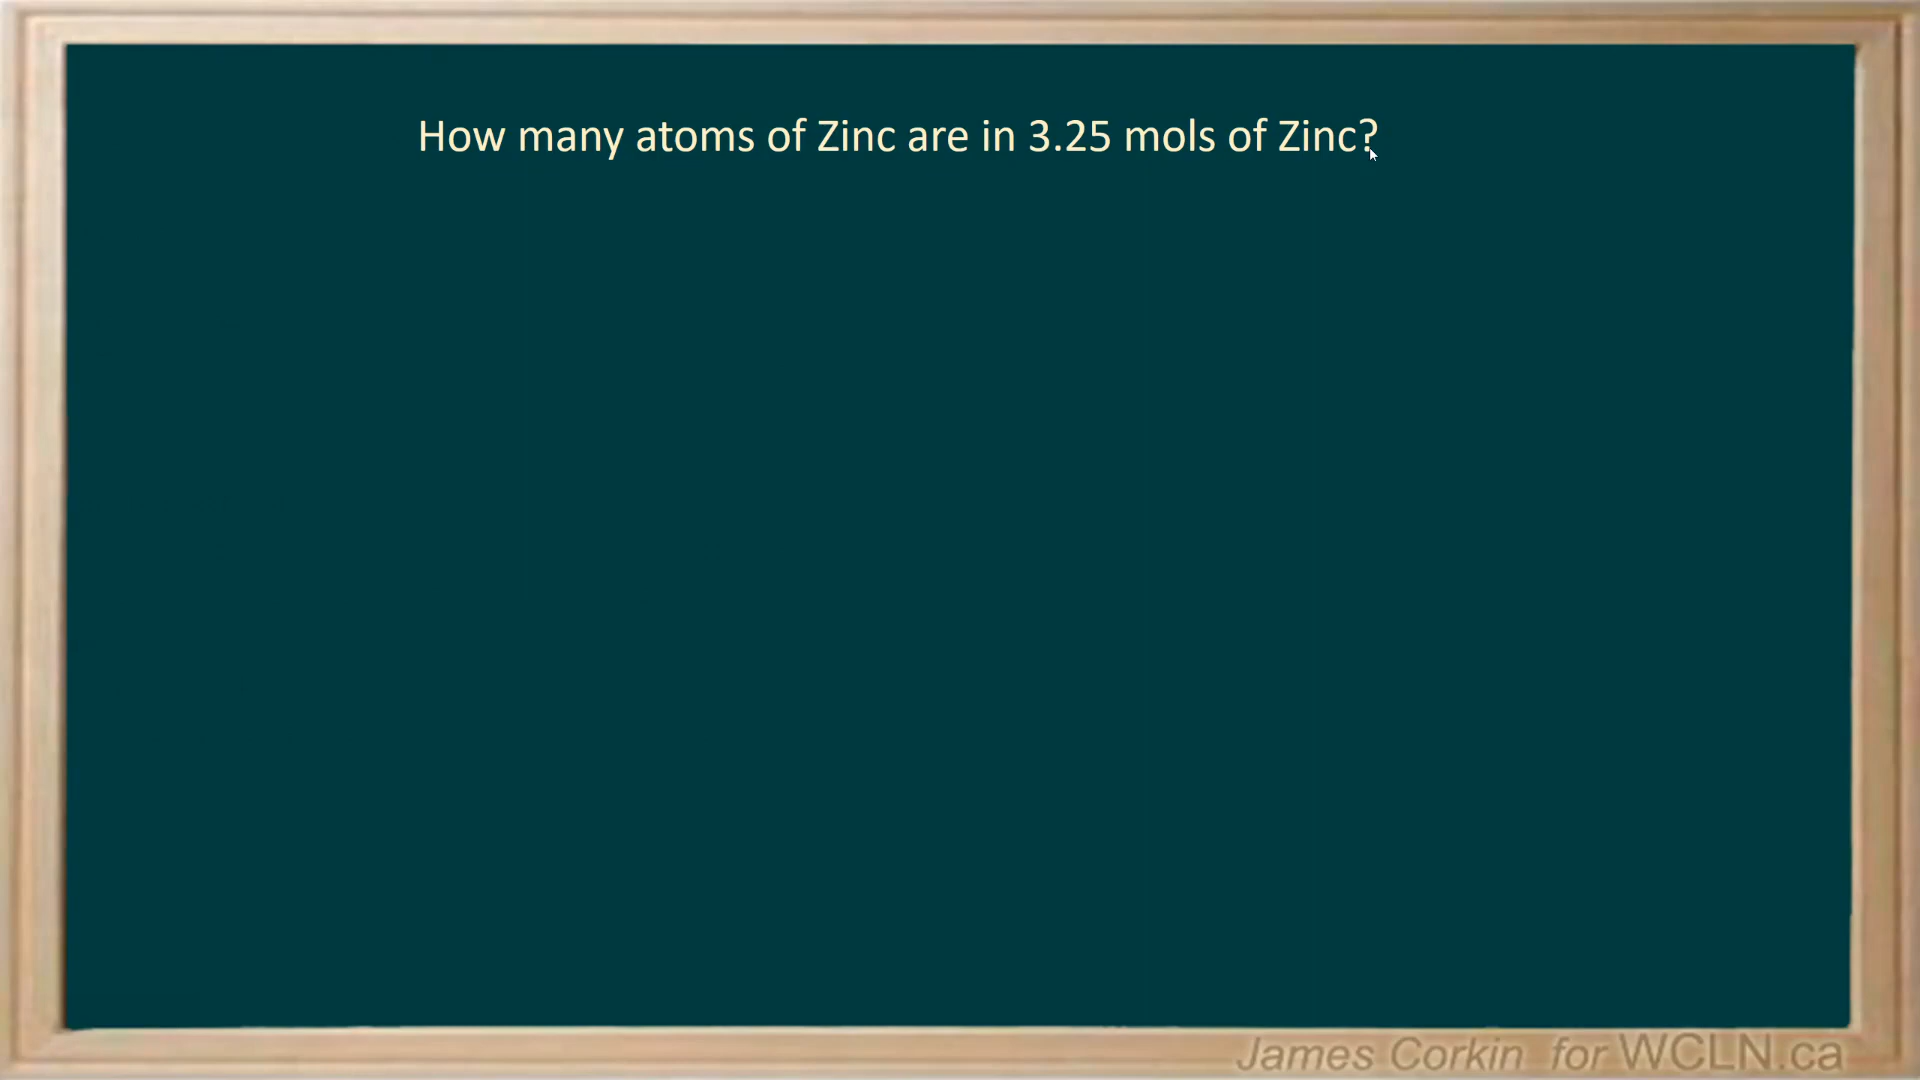 How many atoms of Zinc are in 3.25 mols of Zinc?
James Corkin for WCLN.ca